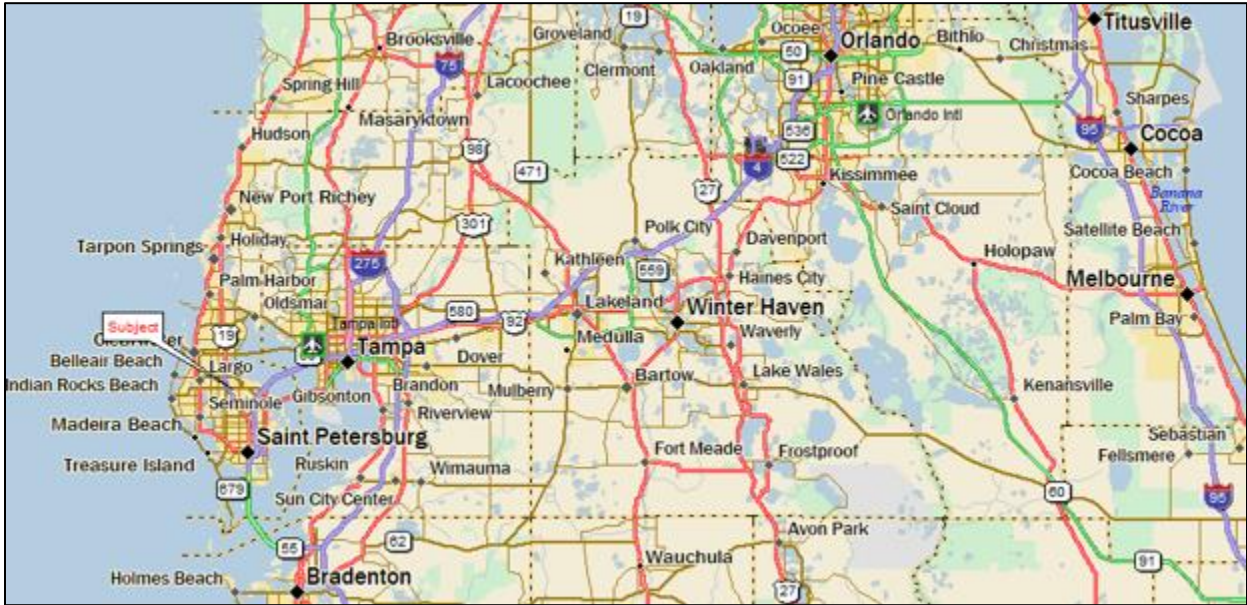 19
Titusville
Ocoee
Brooksville
Groveland
50
Orlando
Bithlo
Christmas
75
Clermont
Oakland
91
Pine Castle
Spring Hill
Lacoochee
Sharpes
Masaryktown
Orlando Intl
95
Hudson
536
Cocoa
98
522
4
471
Kissimmee
Cocoa Beach
New Port Richey
27
Banana
River
Saint Cloud
301
Polk City
Satellite Beach
Tarpon Springs
Holiday
Davenport
Holopaw
275
Kathleen
559
Haines City
Melbourne
Palm Harbor
Oldsmar
Lakeland
Winter Haven
580
92
Palm Bay
Subject
Tampa Intl
19
Medulla
Waverly
Tampa
Dover
Belleair Beach
Largo
Lake Wales
Indian Rocks Beach
Brandon
Mulberry
Bartow
Kenansville
Seminole
Gibsonton
Riverview
Madeira Beach
Saint Petersburg
Sebastian
Treasure Island
Ruskin
Wimauma
Fort Meade
Frostproof
Fellsmere
679
Sun City Center
60
95
Avon Park
55
62
Wauchula
91
Holmes Beach
Bradenton
27